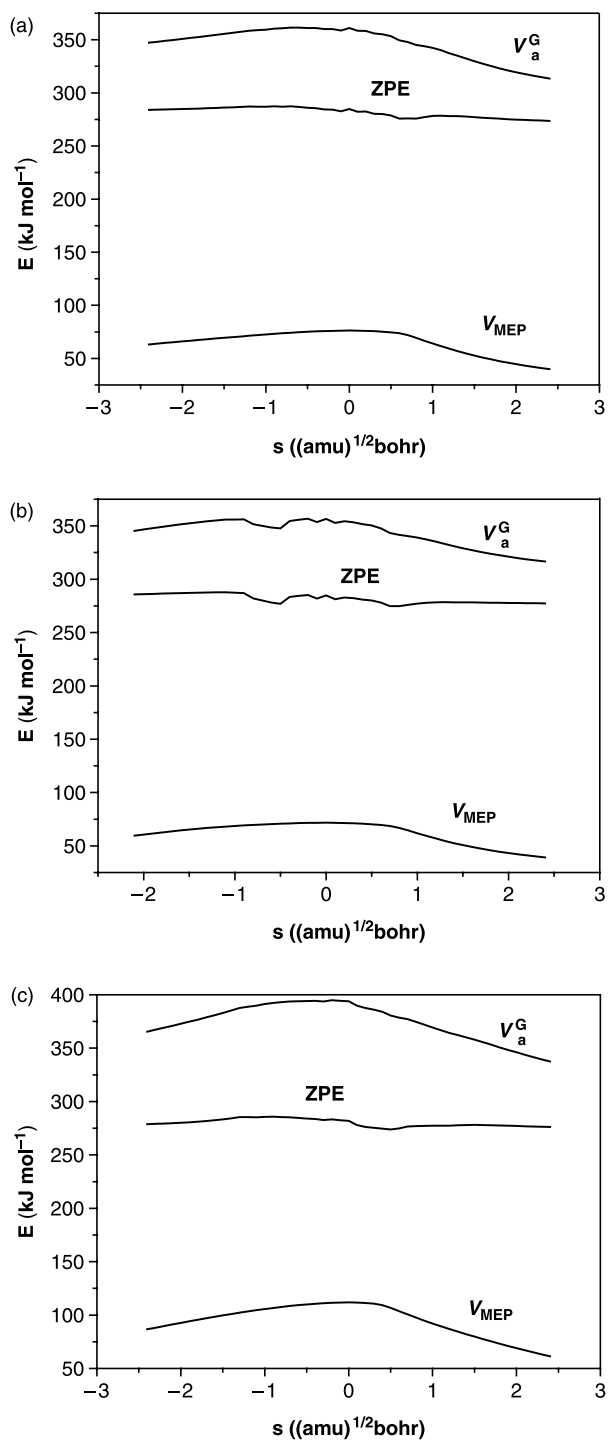 (a)
350
300
250
200
150
100
50
E (kJ mol⁻¹)
V_a^G
ZPE
V_MEP
−3 −2 −1 0 1 2 3
s ((amu)^1/2bohr)
(b)
350
300
250
200
150
100
50
E (kJ mol⁻¹)
V_a^G
ZPE
V_MEP
−2 −1 0 1 2 3
s ((amu)^1/2bohr)
(c)
400
350
300
250
200
150
100
50
E (kJ mol⁻¹)
V_a^G
ZPE
V_MEP
−3 −2 −1 0 1 2 3
s ((amu)^1/2bohr)